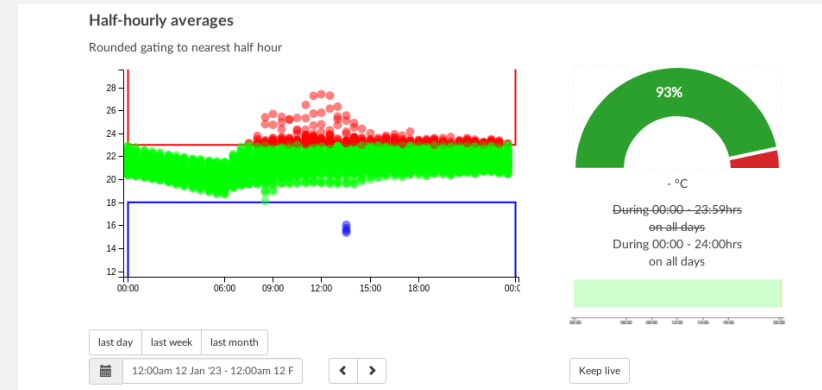 Half-hourly averages
Rounded gating to nearest half hour
28
26
24
22
20
18
16
14
12
00:00 06:00 09:00 12:00 15:00 18:00 00:0
93%
- °C
During 00:00 - 23:59hrs
on all days
During 00:00 - 24:00hrs
on all days
last day last week last month
12:00am 12 Jan '23 - 12:00am 12 F
Keep live